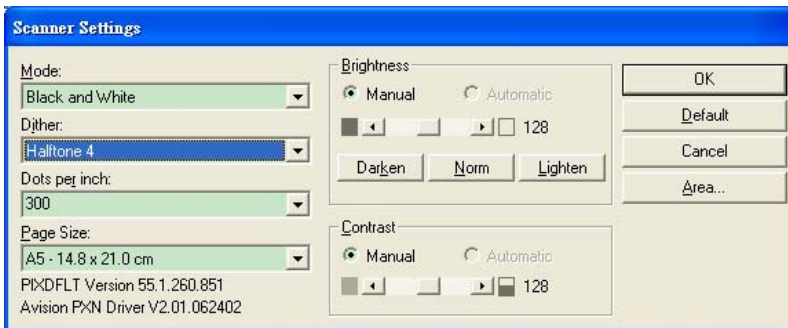 Scanner Settings
Mode:
Black and White
Dither:
Halftone 4
Dots per inch:
300
Page Size:
A5 - 14.8 x 21.0 cm
PIXDFLT Version 55.1.260.851
Avision PXN Driver V2.01.062402
Brightness
Manual
Automatic
128
Darken
Norm
Lighten
Contrast
Manual
Automatic
128
OK
Default
Cancel
Area...